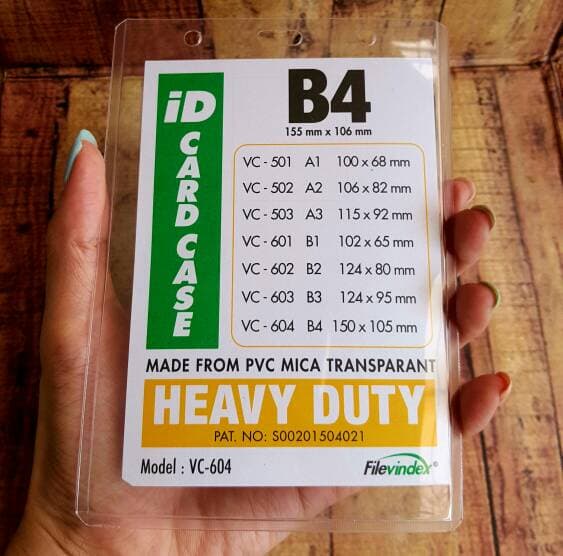 iD CARD CASE
B4
155 mm x 106 mm
VC - 501 A1 100 x 68 mm
VC - 502 A2 106 x 82 mm
VC - 503 A3 115 x 92 mm
VC - 601 B1 102 x 65 mm
VC - 602 B2 124 x 80 mm
VC - 603 B3 124 x 95 mm
VC - 604 B4 150 x 105 mm
MADE FROM PVC MICA TRANSPARANT
HEAVY DUTY
PAT. NO: S00201504021
Model : VC-604
Filevindex®